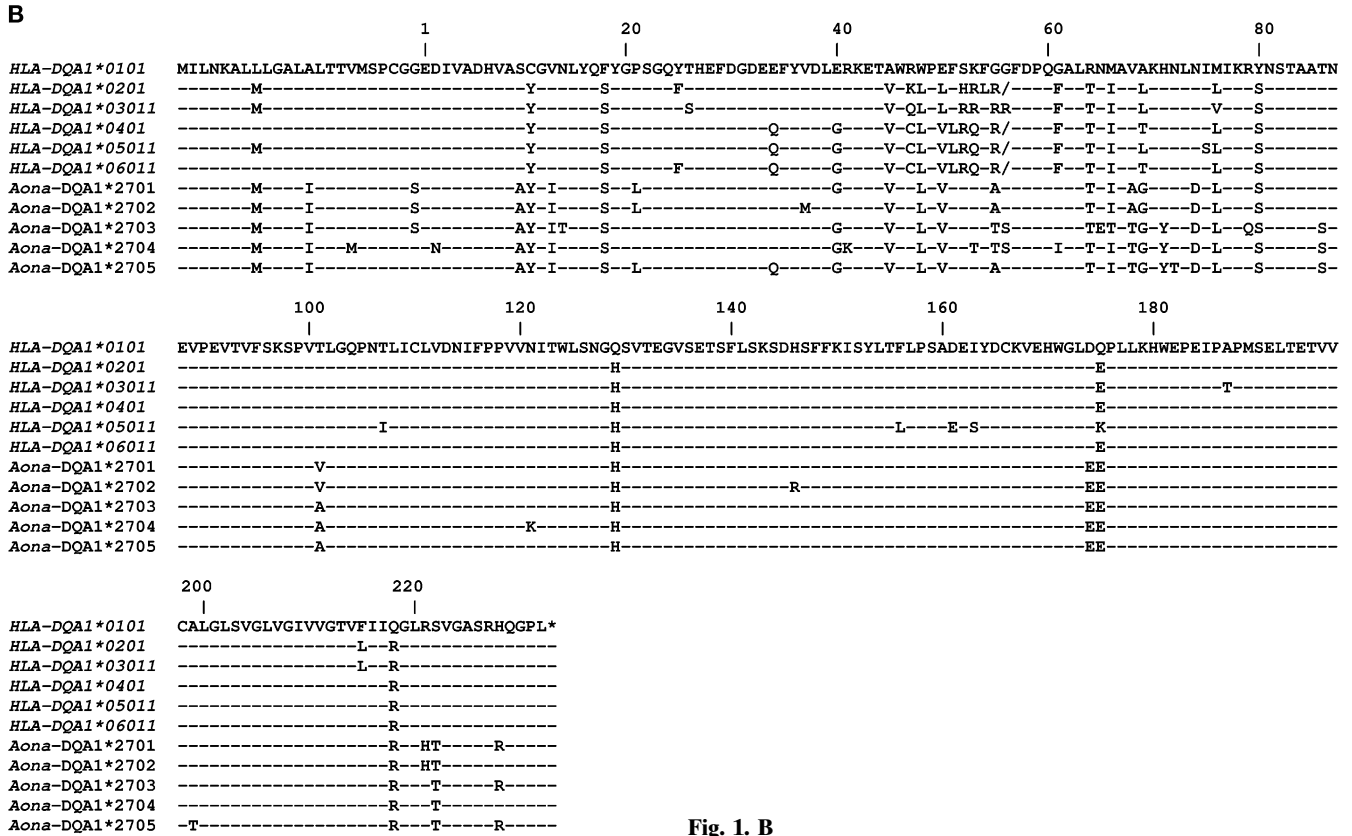 B
1 20 40 60 80
HLA-DQA1*0101 MILNKALLLGALALTTVMSPCGGEDIVADHVASCGVNLYQFYGPSGQYTHEFDGDEEFYVDLERKETAWRWPEFSKFGGFDPQGALRNMAVAKHNLNIMIKRYNSTAATN
HLA-DQA1*0201 -------M-------------------------Y------S------F-------------------V-KL-L-HRLR/----F--T-I--L------L---S-------
HLA-DQA1*03011 -------M-------------------------Y------S-------S------------------V-QL-L-RR-RR----F--T-I--L------V---S-------
HLA-DQA1*0401 ---------------------------------Y------S---------------Q-----G----V-CL-VLRQ-R/----F--T-I--T------L---S-------
HLA-DQA1*05011 -------M-------------------------Y------S---------------Q-----G----V-CL-VLRQ-R/----F--T-I--L-----SL---S-------
HLA-DQA1*06011 ---------------------------------Y------S------F--------Q-----G----V-CL-VLRQ-R/----F--T-I--L------L---S-------
Aona-DQA1*2701 -------M----I---------S---------AY-I----S--L------------------G----V--L-V----A--------T-I-AG----D-L---S-------
Aona-DQA1*2702 -------M----I---------S---------AY-I----S--L---------------M-------V--L-V----A--------T-I-AG----D-L---S-------
Aona-DQA1*2703 -------M----I---------S---------AY-IT---S---------------------G----V--L-V----TS-------TET-TG-Y--D-L--QS-----S-
Aona-DQA1*2704 -------M----I---M-------N-------AY-I----S---------------------GK---V--L-V--T-TS----I--T-I-TG-Y--D-L---S-----S-
Aona-DQA1*2705 -------M----I-------------------AY-I----S--L------------Q-----G----V--L-V----A--------T-I-TG-YT-D-L---S-----S-
100 120 140 160 180
HLA-DQA1*0101 EVPEVTVFSKSPVTLGQPNTLICLVDNIFPPVVNITWLSNGQSVTEGVSETSFLSKSDHSFFKISYLTFLPSADEIYDCKVEHWGLDQPLLKHWEPEIPAPMSELTETVV
HLA-DQA1*0201 -----------------------------------------H---------------------------------------------E----------------------
HLA-DQA1*03011 -----------------------------------------H---------------------------------------------E-----------T----------
HLA-DQA1*0401 -----------------------------------------H---------------------------------------------E----------------------
HLA-DQA1*05011 -------------------I---------------------H--------------------------L----E-S-----------K----------------------
HLA-DQA1*06011 -----------------------------------------H---------------------------------------------E----------------------
Aona-DQA1*2701 -------------V---------------------------H--------------------------------------------EE----------------------
Aona-DQA1*2702 -------------V---------------------------H----------------R---------------------------EE----------------------
Aona-DQA1*2703 -------------A---------------------------H--------------------------------------------EE----------------------
Aona-DQA1*2704 -------------A-------------------K-------H--------------------------------------------EE----------------------
Aona-DQA1*2705 -------------A---------------------------H--------------------------------------------EE----------------------
200 220
HLA-DQA1*0101 CALGLSVGLVGIVVGTVFIIQGLRSVGASRHQGPL*
HLA-DQA1*0201 -----------------L--R---------------
HLA-DQA1*03011 -----------------L--R---------------
HLA-DQA1*0401 --------------------R---------------
HLA-DQA1*05011 --------------------R---------------
HLA-DQA1*06011 --------------------R---------------
Aona-DQA1*2701 --------------------R--HT-----R-----
Aona-DQA1*2702 --------------------R--HT-----------
Aona-DQA1*2703 --------------------R---T-----R-----
Aona-DQA1*2704 --------------------R---T-----------
Aona-DQA1*2705 -T------------------R---T-----R-----
Fig. 1. B